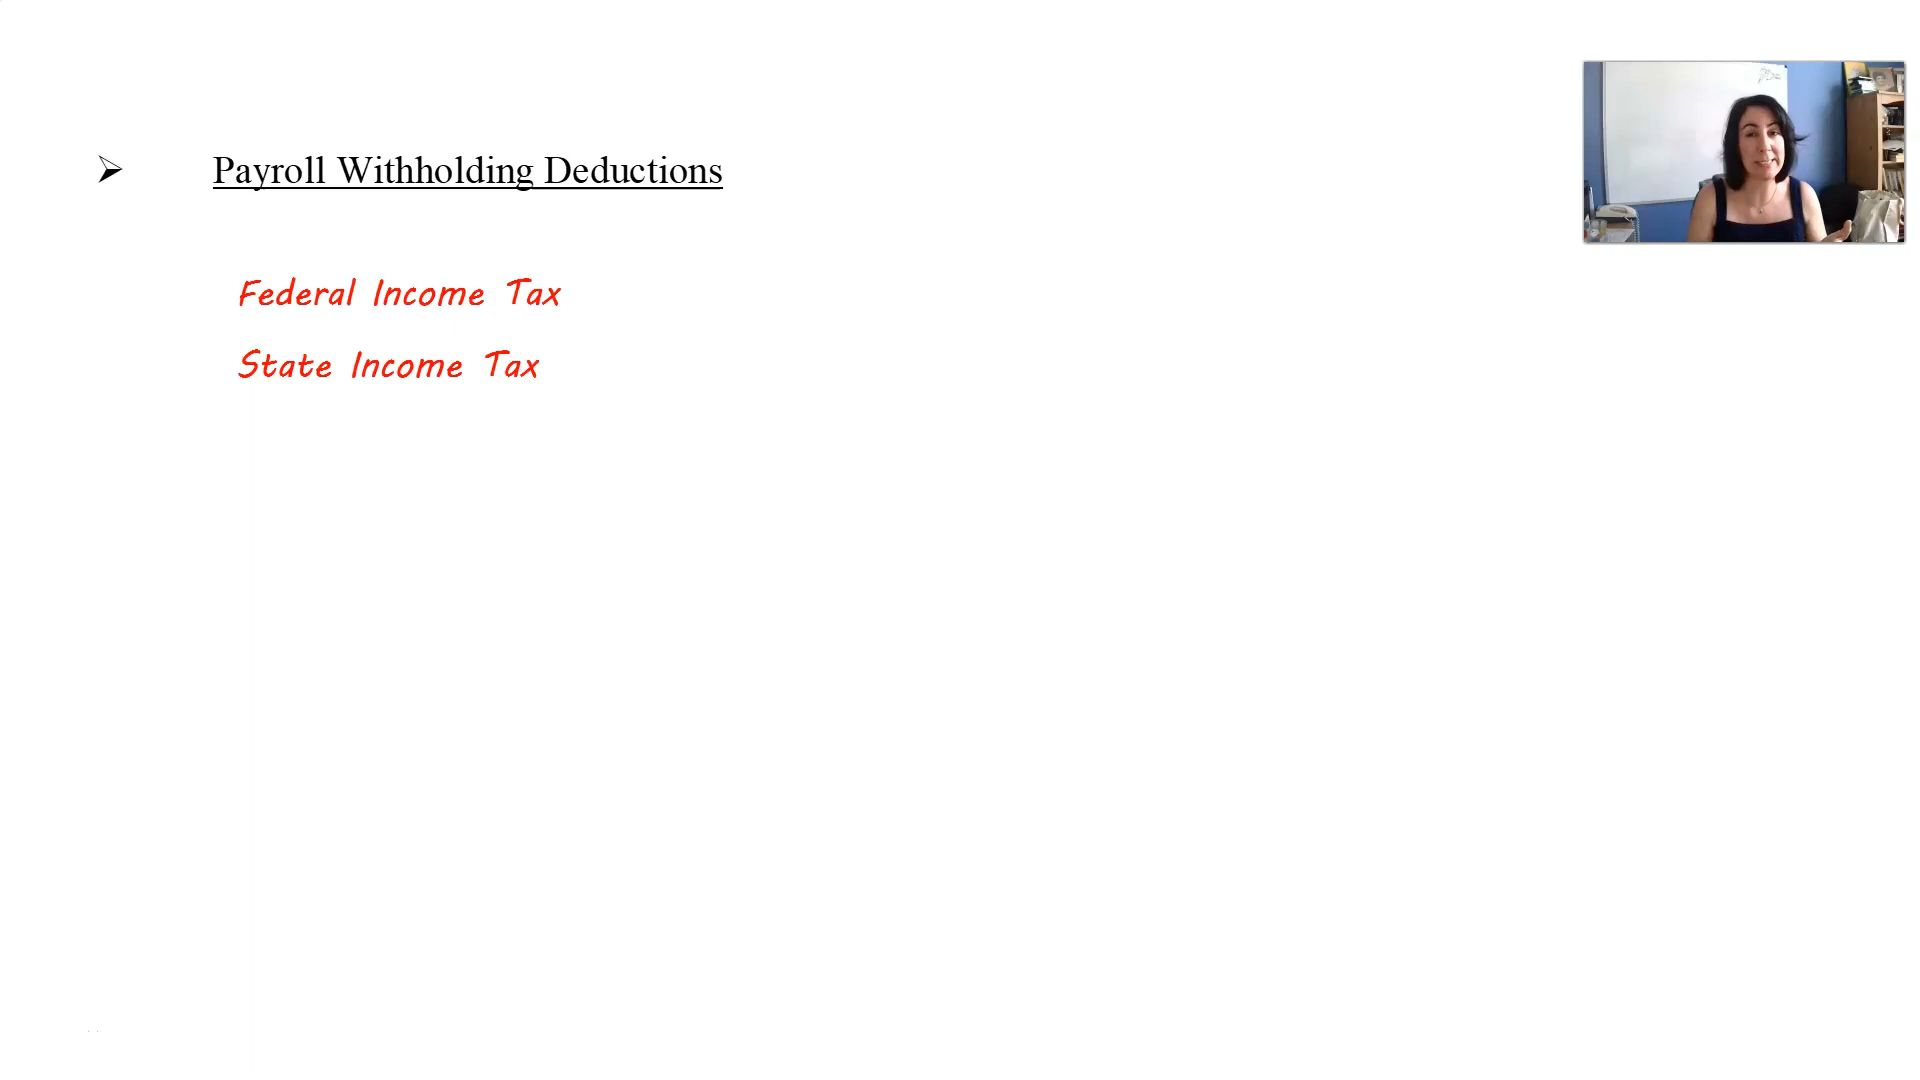 ➢ Payroll Withholding Deductions
Federal Income Tax
State Income Tax